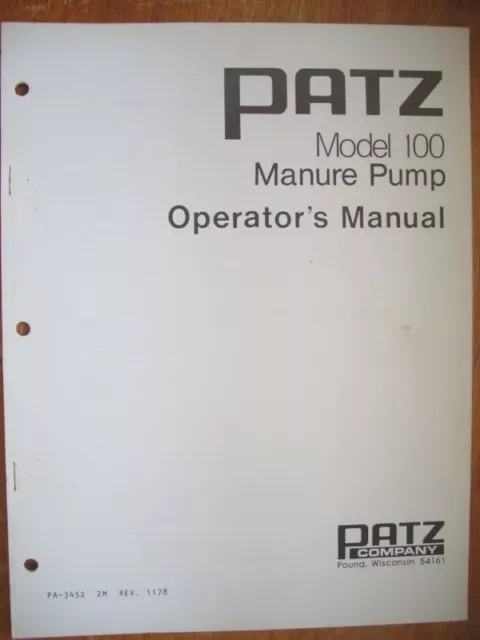 PATZ
Model 100
Manure Pump
Operator's Manual
PATZ
COMPANY
Pound, Wisconsin 54161
PA-3452 2M REV. 1178